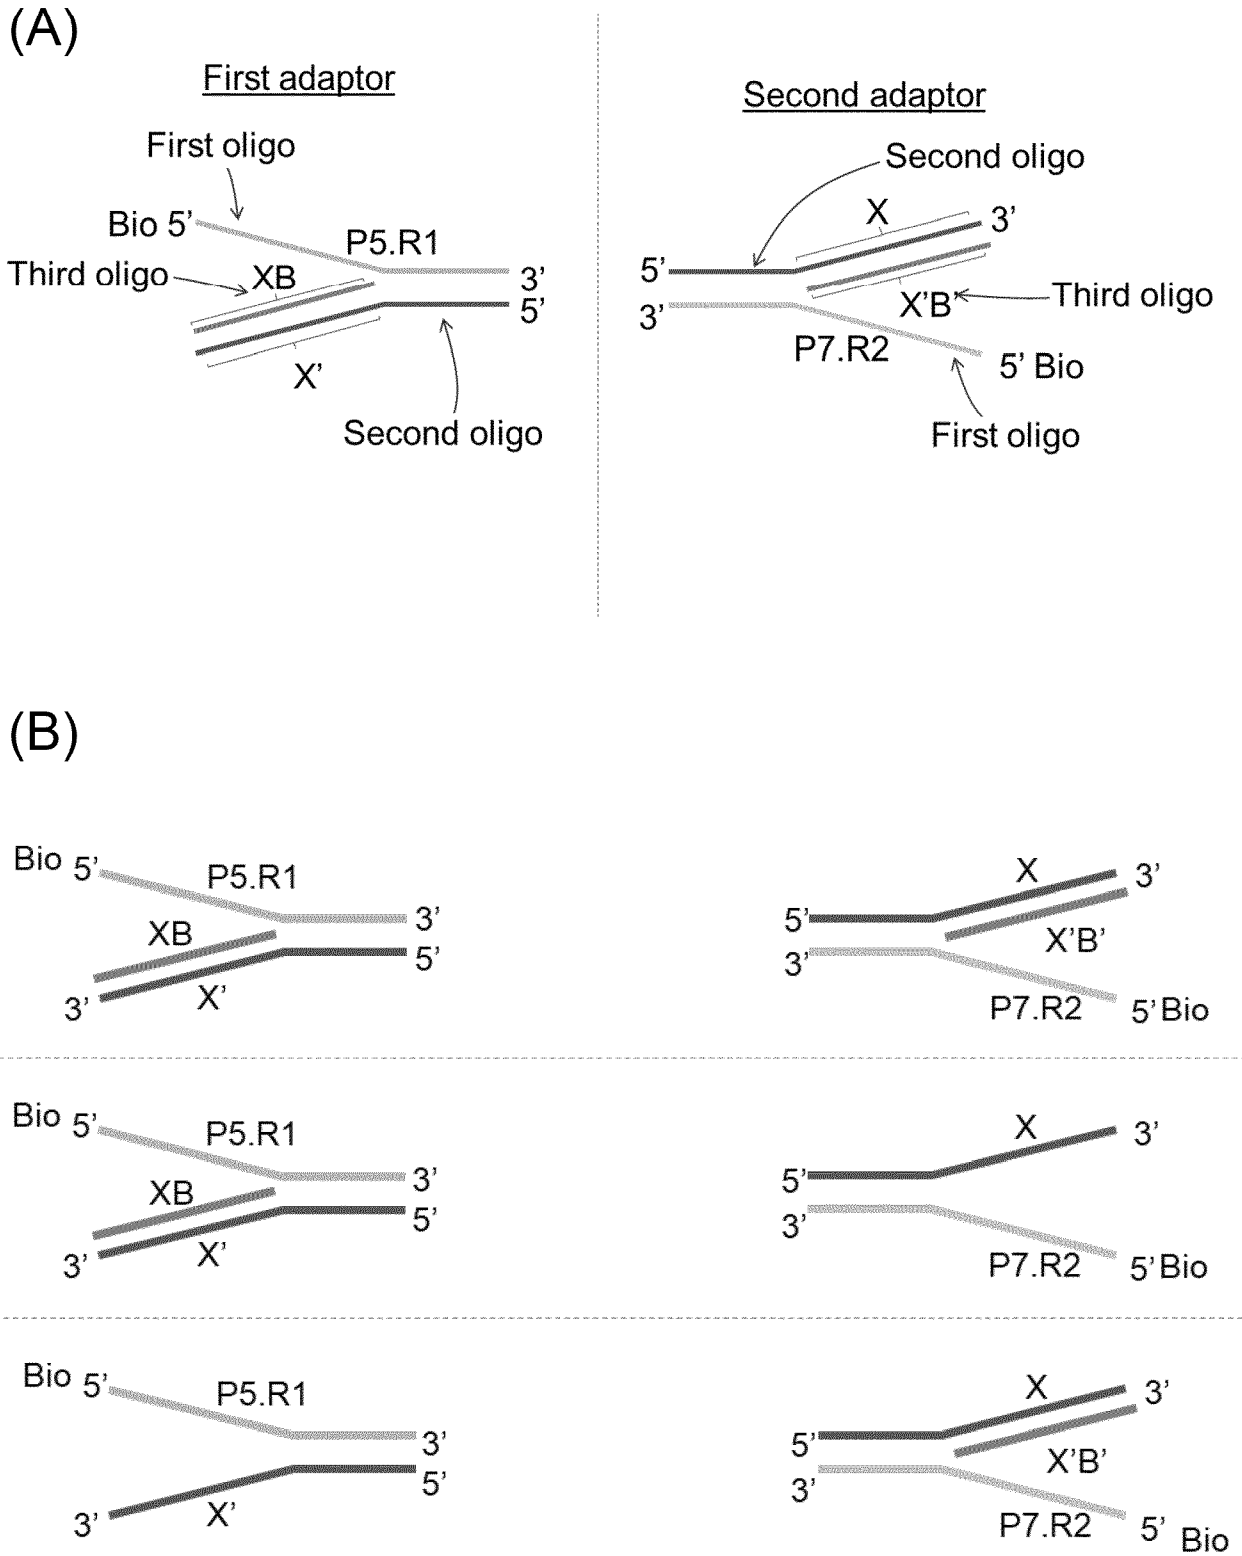 (A)
First adaptor
Second adaptor
First oligo
Second oligo
Bio 5’
P5.R1
X
3’
Third oligo
XB
3’
5’
5’
3’
X’B’
Third oligo
X’
P7.R2
5’ Bio
Second oligo
First oligo
(B)
Bio 5’
P5.R1
X
3’
XB
3’
5’
5’
3’
X’B’
3’
X’
P7.R2
5’ Bio
Bio 5’
P5.R1
X
3’
XB
3’
5’
5’
3’
3’
X’
P7.R2
5’ Bio
Bio 5’
P5.R1
X
3’
3’
5’
5’
3’
X’B’
3’
X’
P7.R2
5’
Bio